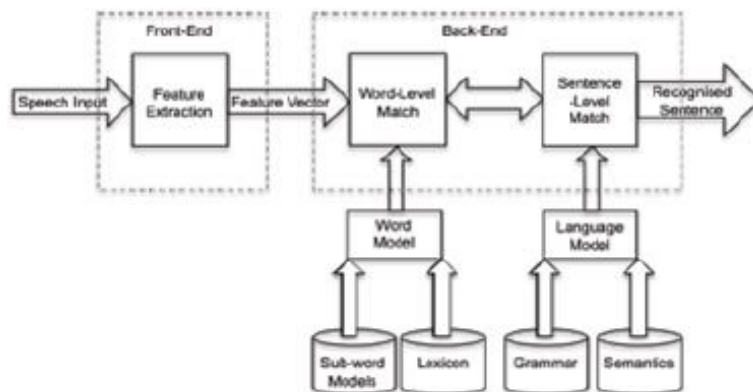 Front-End
Back-End
Speech Input
Feature
Extraction
Feature Vector
Word-Level
Match
Sentence
-Level
Match
Recognised
Sentence
Word
Model
Language
Model
Sub-word
Models
Lexicon
Grammar
Semantics